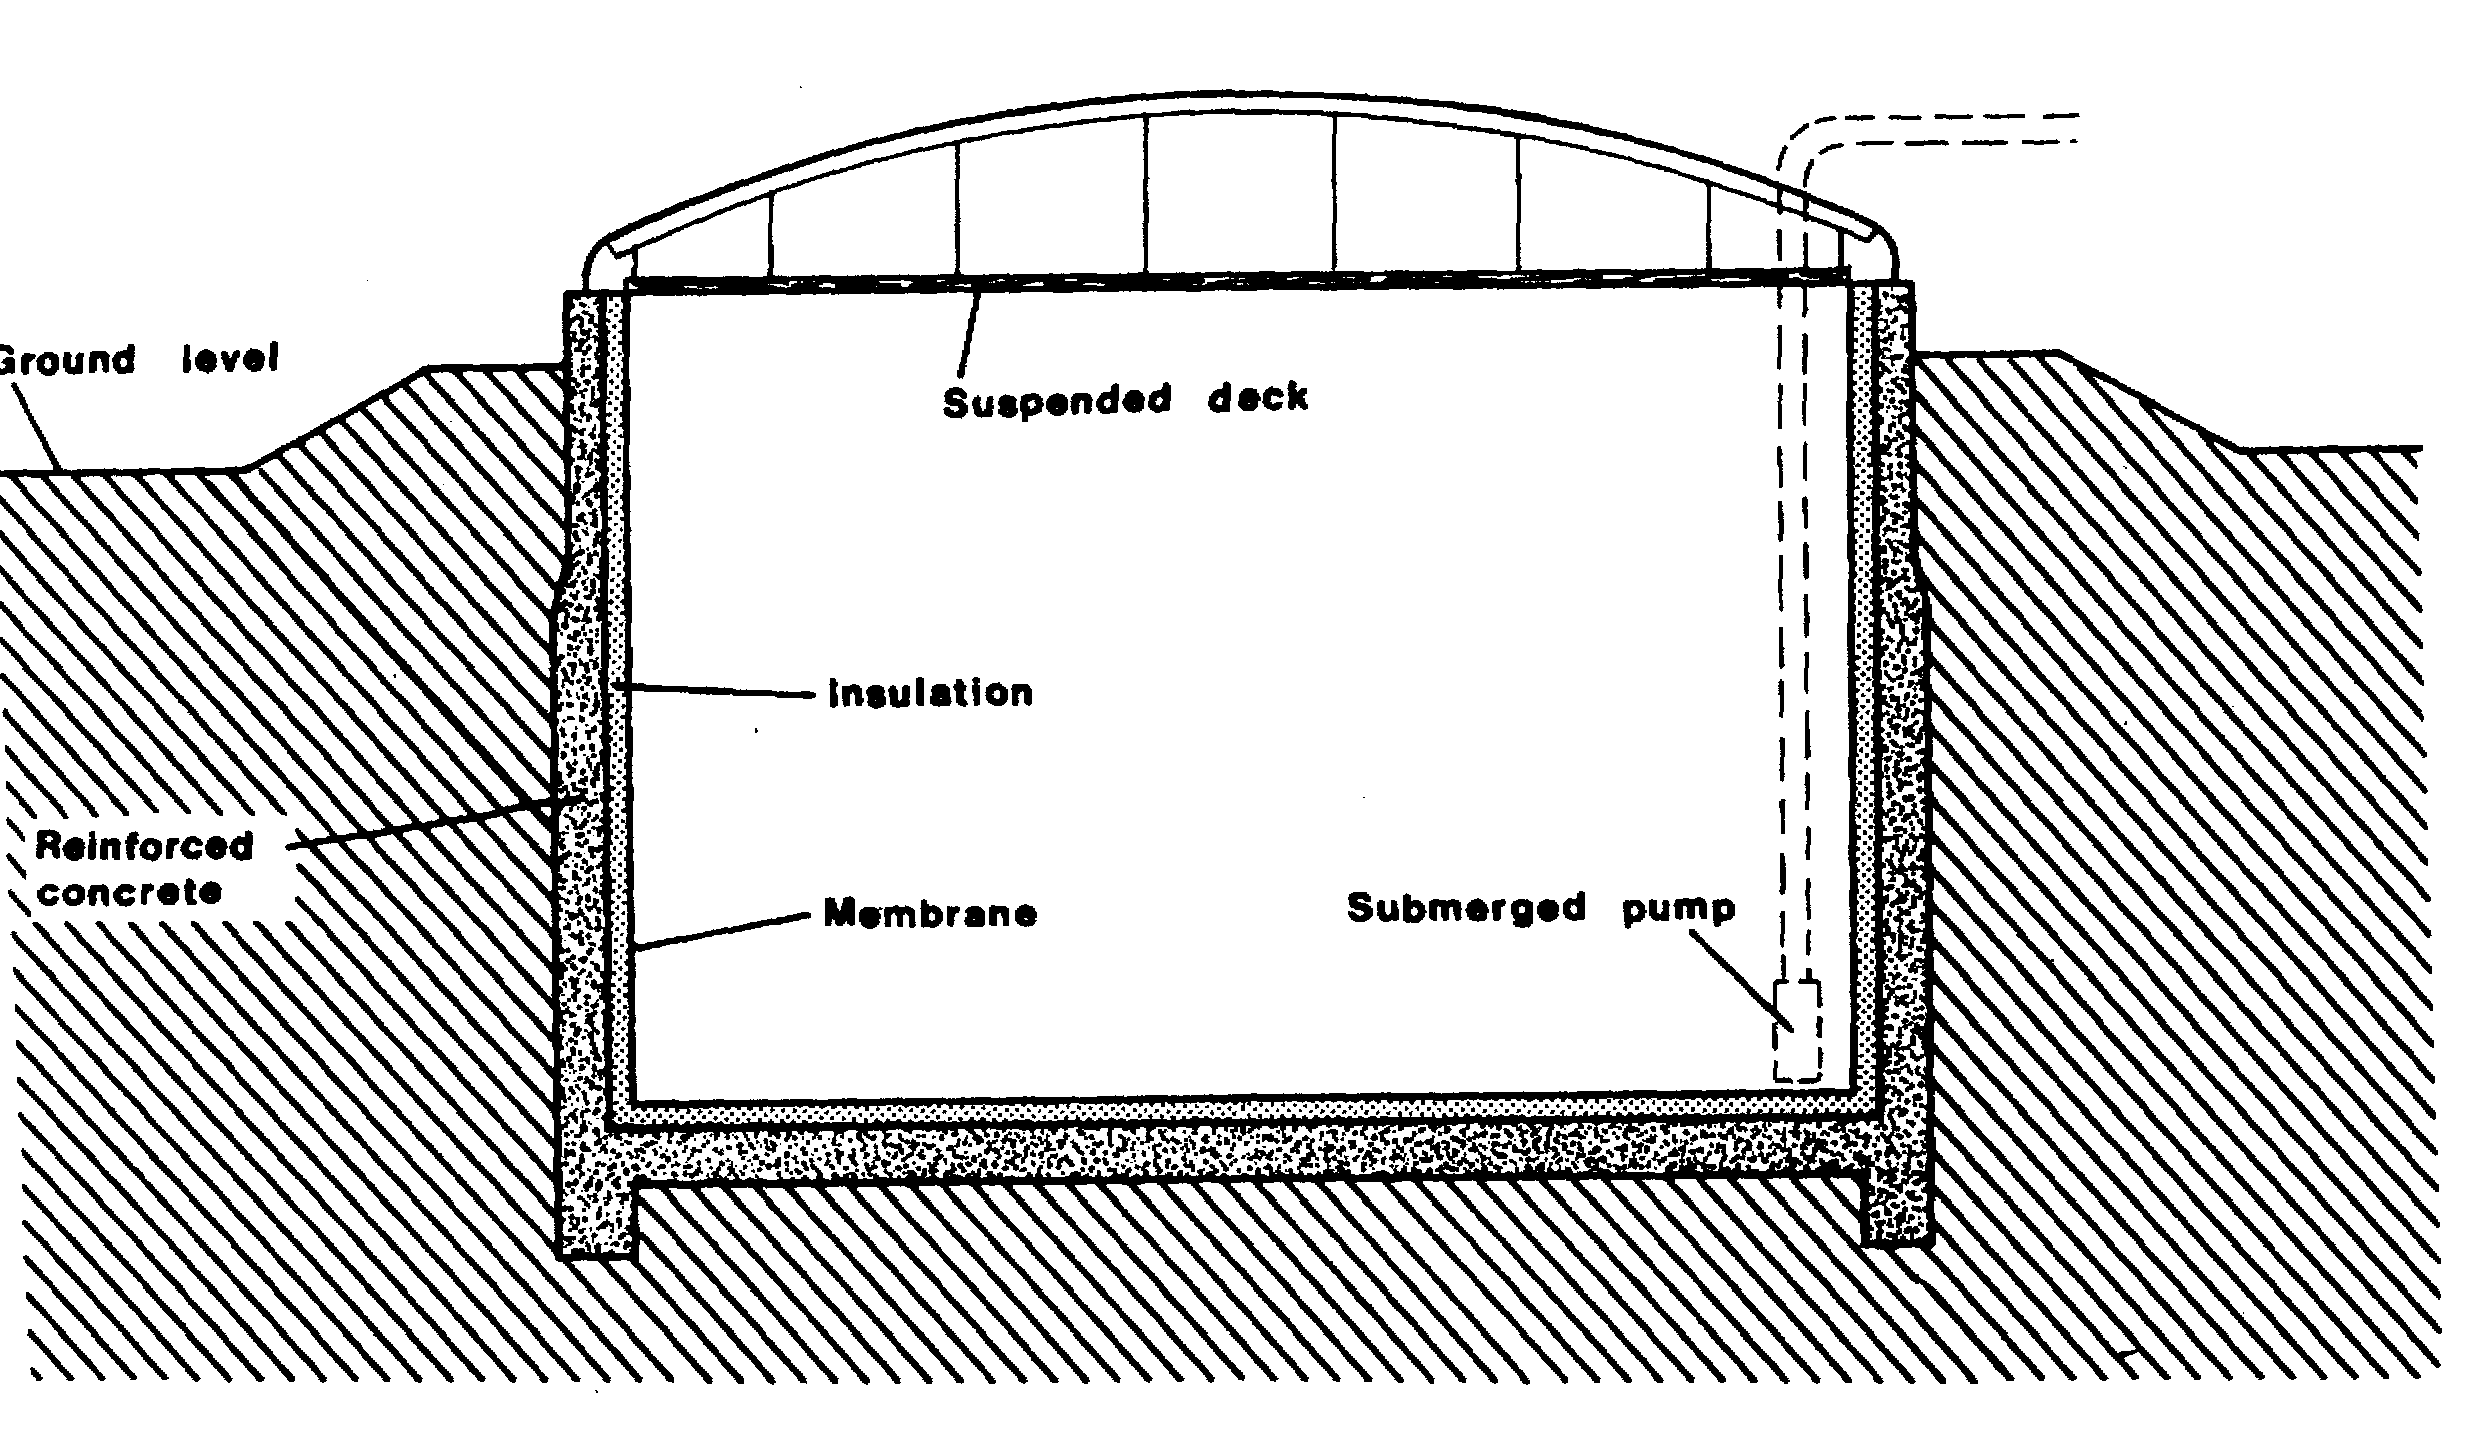 Ground level
Suspended deck
Insulation
Reinforced
concrete
Membrane
Submerged pump